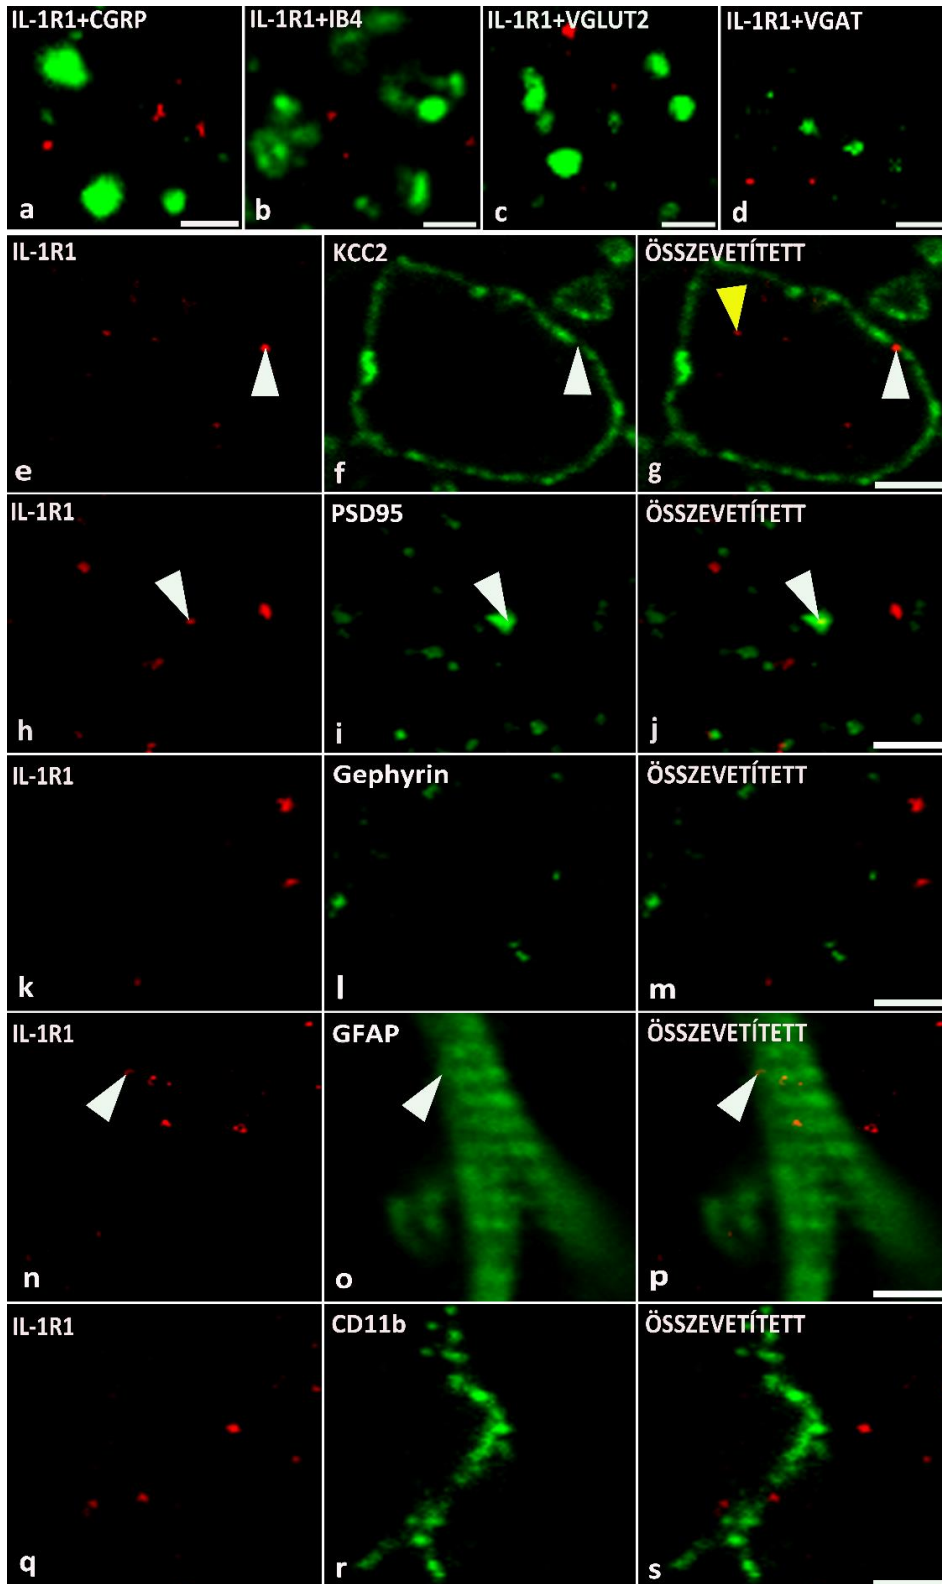 IL-1R1+CGRP
a
IL-1R1+IB4
b
IL-1R1+VGLUT2
c
IL-1R1+VGAT
d
IL-1R1
e
KCC2
f
ÖSSZEVETÍTETT
g
IL-1R1
h
PSD95
i
ÖSSZEVETÍTETT
j
IL-1R1
k
Gephyrin
l
ÖSSZEVETÍTETT
m
IL-1R1
n
GFAP
o
ÖSSZEVETÍTETT
p
IL-1R1
q
CD11b
r
ÖSSZEVETÍTETT
s